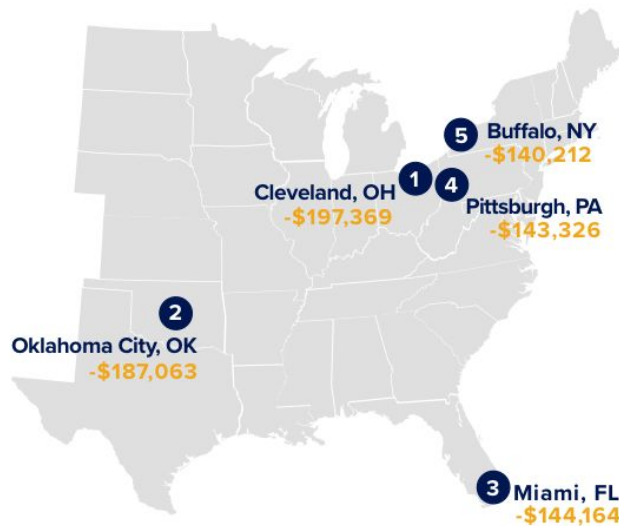 5 Buffalo, NY
-$140,212
1
Cleveland, OH
-$197,369
4
Pittsburgh, PA
-$143,326
2
Oklahoma City, OK
-$187,063
3 Miami, FL
-$144,164